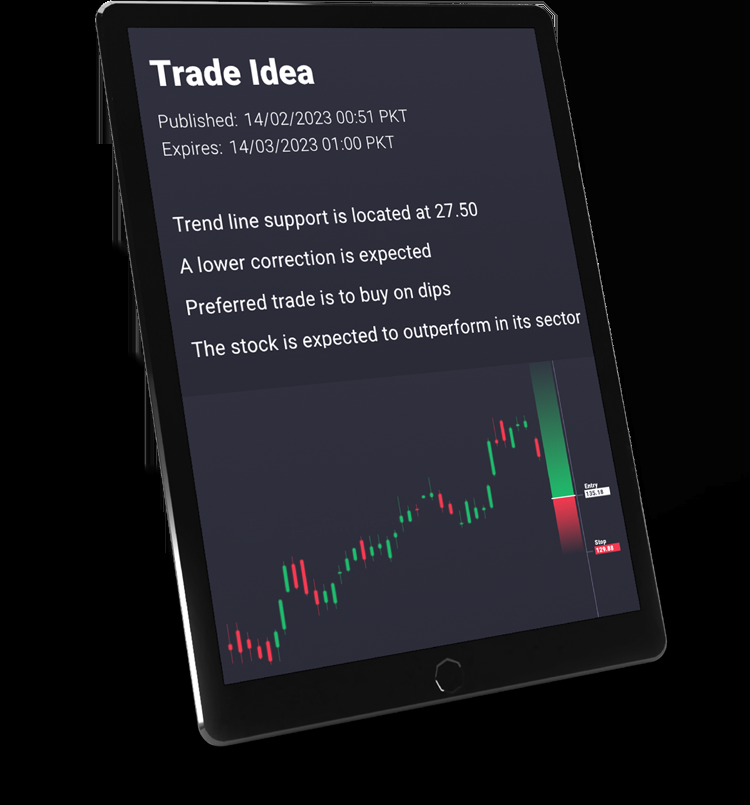 Trade Idea
Published: 14/02/2023 00:51 PKT
Expires: 14/03/2023 01:00 PKT
Trend line support is located at 27.50
A lower correction is expected
Preferred trade is to buy on dips
The stock is expected to outperform in its sector
Entry
135.18
Stop
129.88